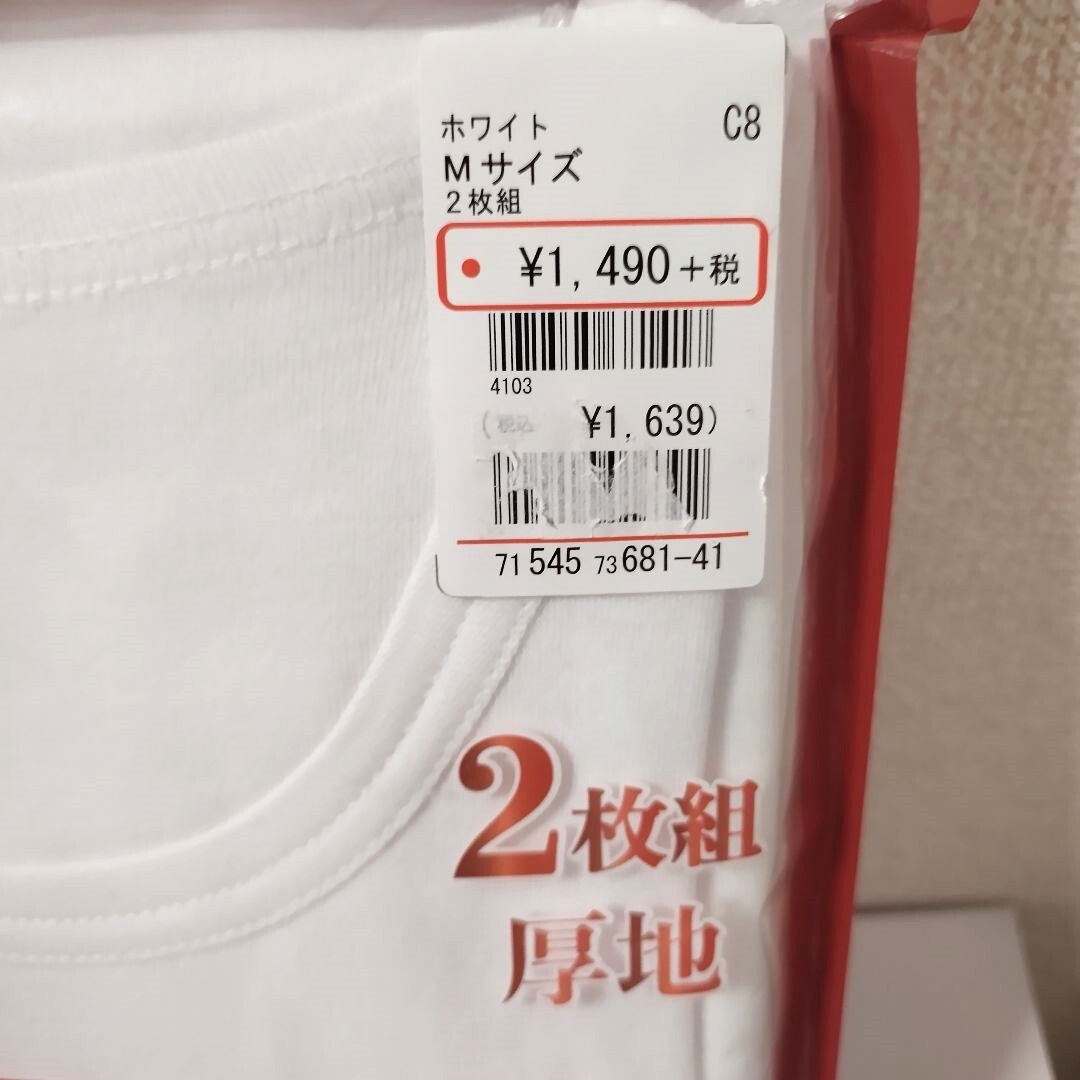 ホワイト C8
M サイズ
2枚組
¥1,490+税
4103
(税込 ¥1,639)
71 545 73 681-41
2枚組
厚地